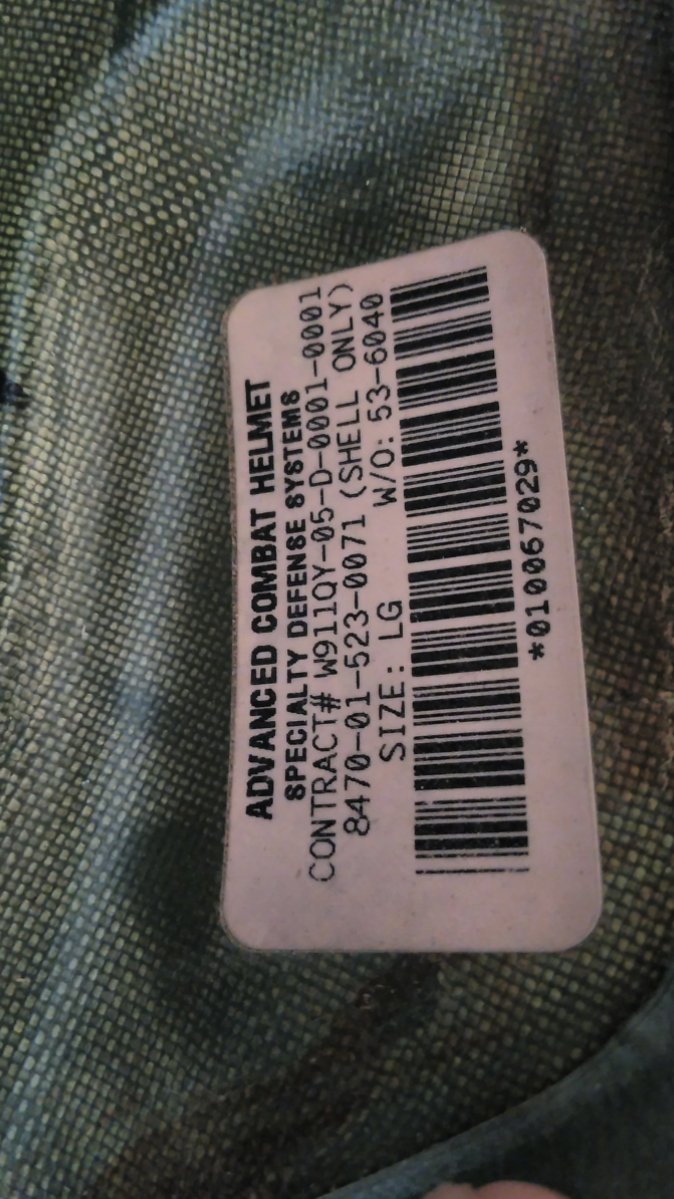 ADVANCED COMBAT HELMET
SPECIALTY DEFENSE SYSTEMS
CONTRACT# W911QY-05-D-0001-0001
8470-01-523-0071 (SHELL ONLY)
SIZE: LG W/O: 53-6040
*010067029*